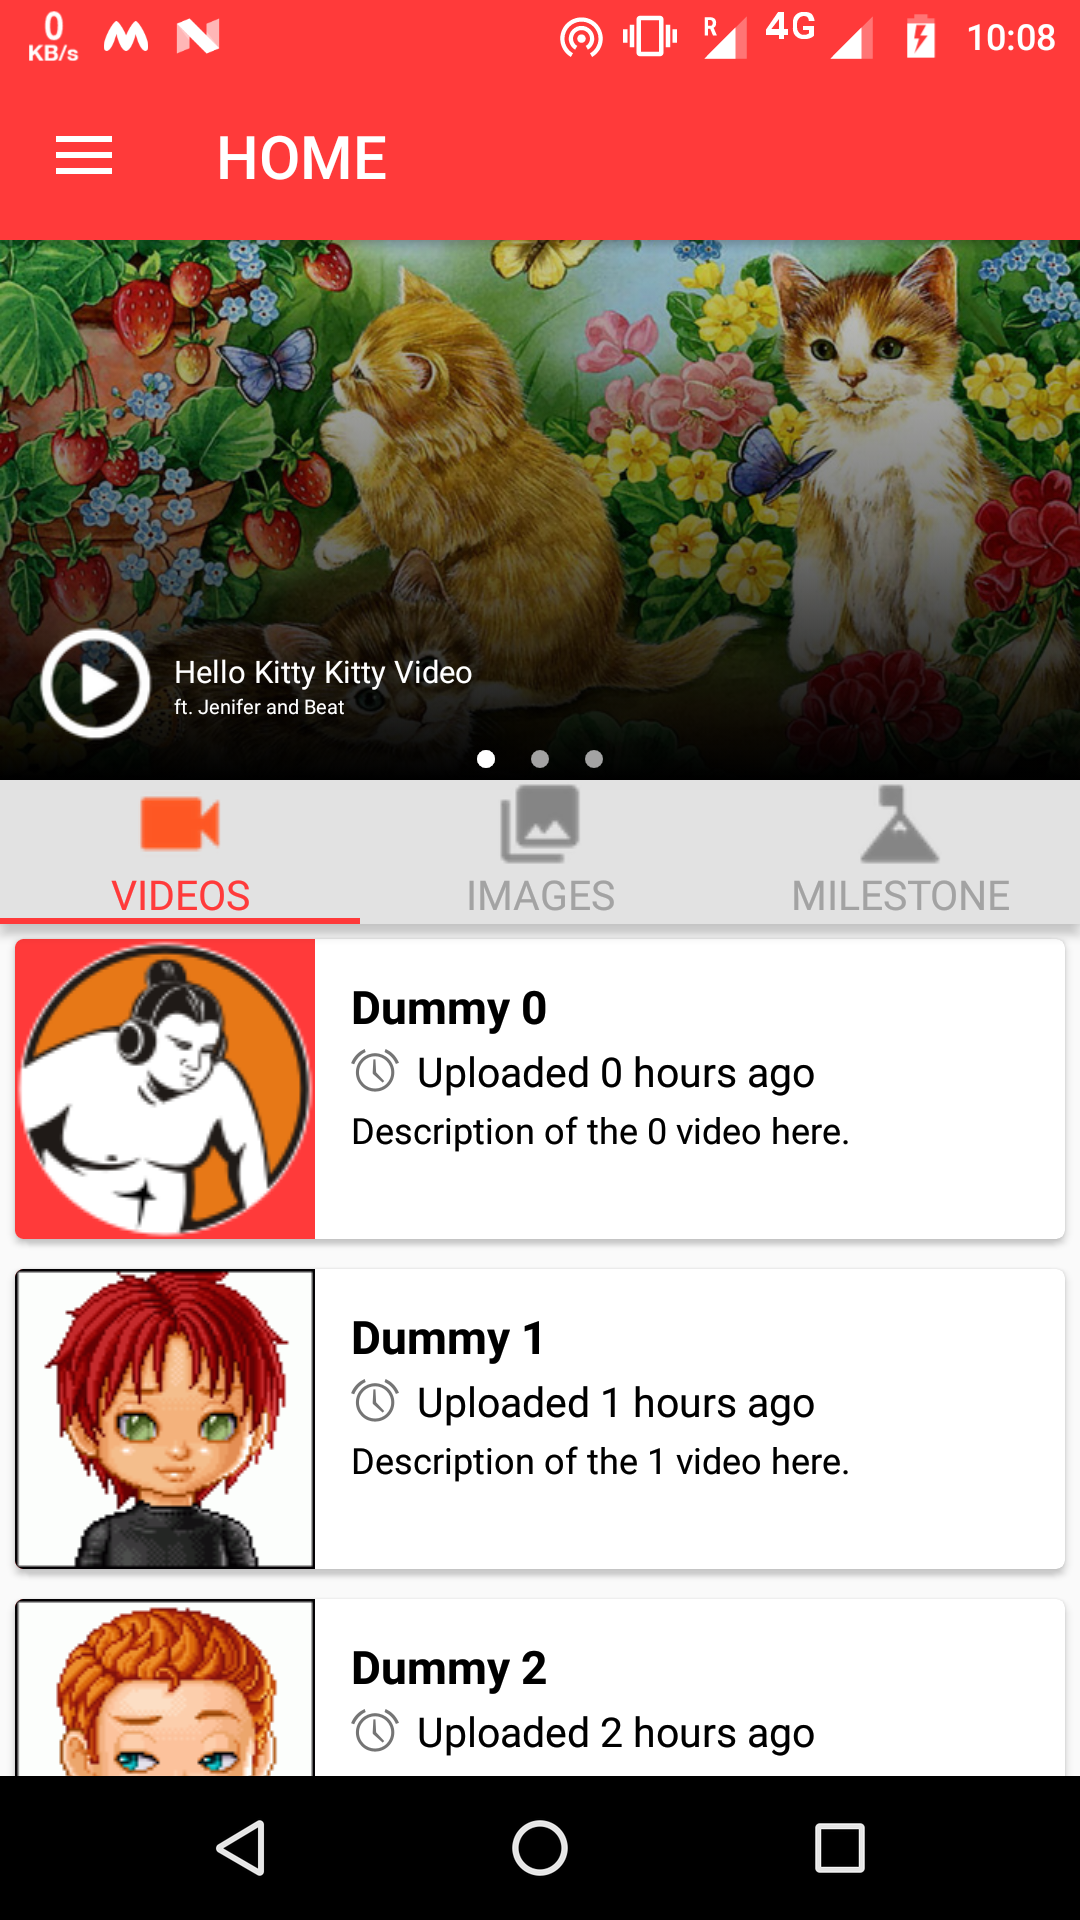 0
KB/s
R
4G
10:08
HOME
Hello Kitty Kitty Video
ft. Jenifer and Beat
VIDEOS
IMAGES
MILESTONE
Dummy 0
Uploaded 0 hours ago
Description of the 0 video here.
Dummy 1
Uploaded 1 hours ago
Description of the 1 video here.
Dummy 2
Uploaded 2 hours ago